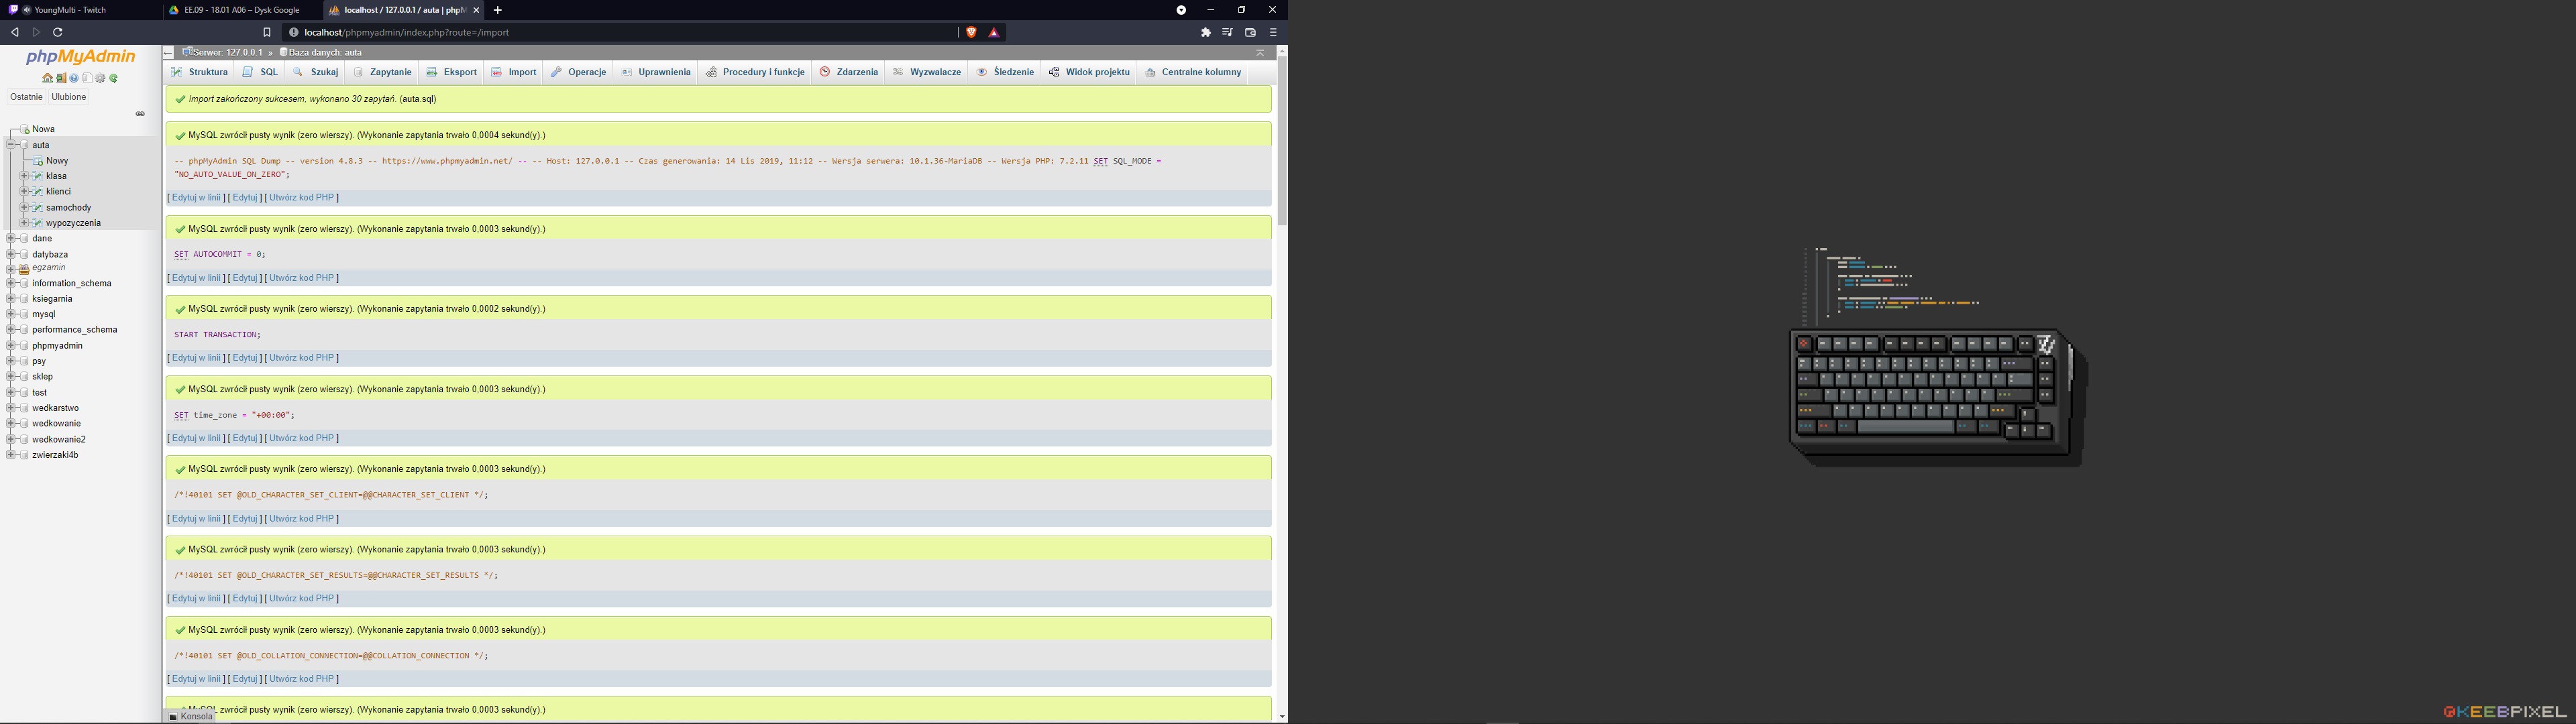 YoungMulti - Twitch
EE.09 - 18.01 A06 – Dysk Google
localhost / 127.0.0.1 / auta | phpM
localhost/phpmyadmin/index.php?route=/import
phpMyAdmin
Ostatnie Ulubione
Nowa
auta
Nowy
klasa
klienci
samochody
wypozyczenia
dane
datybaza
egzamin
information_schema
ksiegarnia
mysql
performance_schema
phpmyadmin
psy
sklep
test
wedkarstwo
wedkowanie
wedkowanie2
zwierzaki4b
Serwer: 127.0.0.1 » Baza danych: auta
Struktura SQL Szukaj Zapytanie Eksport Import Operacje Uprawnienia Procedury i funkcje Zdarzenia Wyzwalacze Śledzenie Widok projektu Centralne kolumny
Import zakończony sukcesem, wykonano 30 zapytań. (auta.sql)
MySQL zwrócił pusty wynik (zero wierszy). (Wykonanie zapytania trwało 0,0004 sekund(y).)
-- phpMyAdmin SQL Dump -- version 4.8.3 -- https://www.phpmyadmin.net/ -- -- Host: 127.0.0.1 -- Czas generowania: 14 Lis 2019, 11:12 -- Wersja serwera: 10.1.36-MariaDB -- Wersja PHP: 7.2.11 SET SQL_MODE =
"NO_AUTO_VALUE_ON_ZERO";
[ Edytuj w linii ] [ Edytuj ] [ Utwórz kod PHP ]
MySQL zwrócił pusty wynik (zero wierszy). (Wykonanie zapytania trwało 0,0003 sekund(y).)
SET AUTOCOMMIT = 0;
[ Edytuj w linii ] [ Edytuj ] [ Utwórz kod PHP ]
MySQL zwrócił pusty wynik (zero wierszy). (Wykonanie zapytania trwało 0,0002 sekund(y).)
START TRANSACTION;
[ Edytuj w linii ] [ Edytuj ] [ Utwórz kod PHP ]
MySQL zwrócił pusty wynik (zero wierszy). (Wykonanie zapytania trwało 0,0003 sekund(y).)
SET time_zone = "+00:00";
[ Edytuj w linii ] [ Edytuj ] [ Utwórz kod PHP ]
MySQL zwrócił pusty wynik (zero wierszy). (Wykonanie zapytania trwało 0,0003 sekund(y).)
/*!40101 SET @OLD_CHARACTER_SET_CLIENT=@@CHARACTER_SET_CLIENT */;
[ Edytuj w linii ] [ Edytuj ] [ Utwórz kod PHP ]
MySQL zwrócił pusty wynik (zero wierszy). (Wykonanie zapytania trwało 0,0003 sekund(y).)
/*!40101 SET @OLD_CHARACTER_SET_RESULTS=@@CHARACTER_SET_RESULTS */;
[ Edytuj w linii ] [ Edytuj ] [ Utwórz kod PHP ]
MySQL zwrócił pusty wynik (zero wierszy). (Wykonanie zapytania trwało 0,0003 sekund(y).)
/*!40101 SET @OLD_COLLATION_CONNECTION=@@COLLATION_CONNECTION */;
[ Edytuj w linii ] [ Edytuj ] [ Utwórz kod PHP ]
MySQL zwrócił pusty wynik (zero wierszy). (Wykonanie zapytania trwało 0,0003 sekund(y).)
Konsola
@KEEBPIXEL